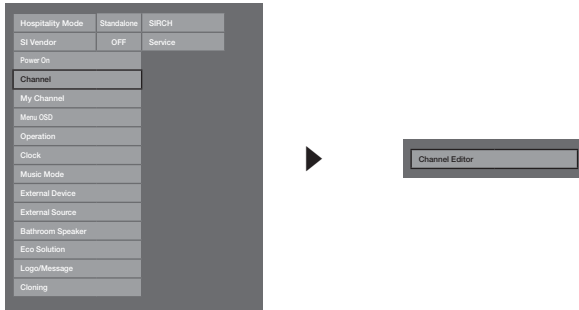 Hospitality Mode Standalone SIRCH
SI Vendor OFF Service
Power On
Channel
My Channel
Menu OSD
Operation
Clock
Music Mode
External Device
External Source
Bathroom Speaker
Eco Solution
Logo/Message
Cloning
Channel Editor